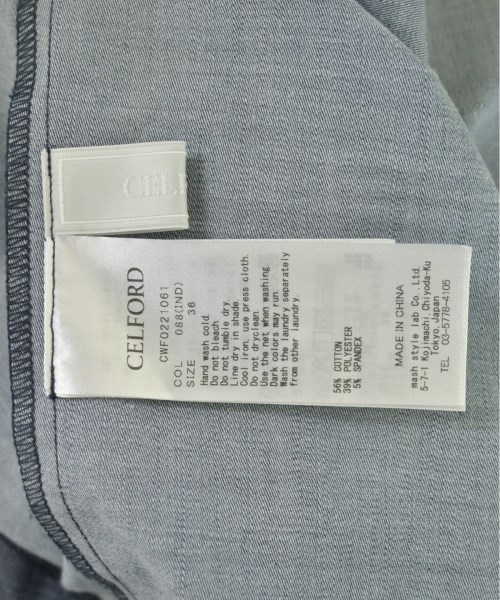 CEL
CELFORD
CWFO221061
COL 088(IND)
SIZE 36
Hand wash cold.
Do not bleach.
Do not tumble dry.
Line dry in shade.
Cool iron, use press cloth.
Do not dryclean.
Use the net when washing.
Dark colors may run.
Wash the laundry separately
from other laundry.
56% COTTON
39% POLYESTER
5% SPANDEX
MADE IN CHINA
mash style lab Co., Ltd.
5-7-1 Kojimachi, Chiyoda-Ku
Tokyo, Japan
TEL 03-5778-4105